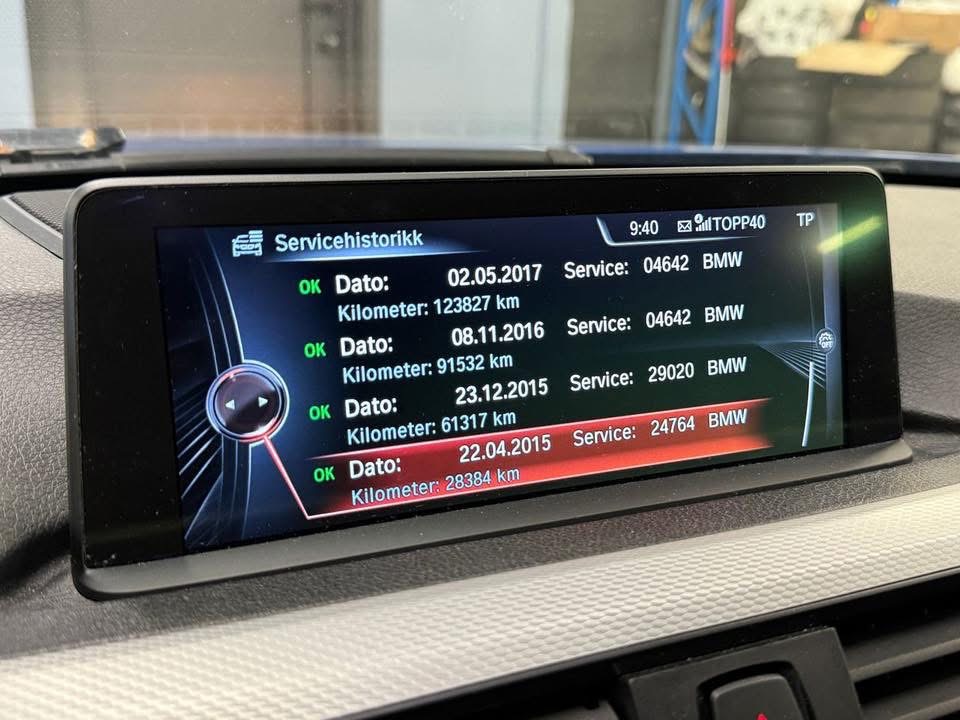 Servicehistorikk
9:40 TOPP40 TP
OK Dato: 02.05.2017 Service: 04642 BMW
Kilometer: 123827 km
OK Dato: 08.11.2016 Service: 04642 BMW
Kilometer: 91532 km
OK Dato: 23.12.2015 Service: 29020 BMW
Kilometer: 61317 km
OK Dato: 22.04.2015 Service: 24764 BMW
Kilometer: 28384 km
OFF